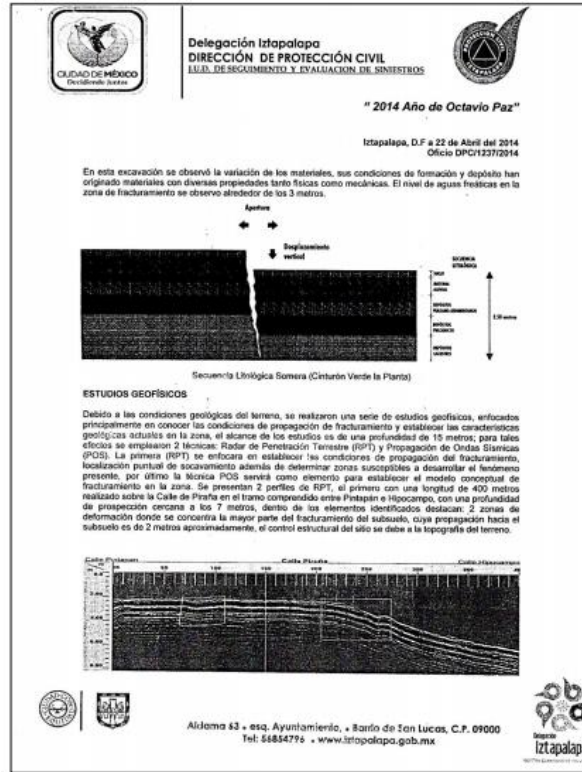 CIUDAD DE MÉXICO
Decidiendo Juntos
Delegación Iztapalapa
DIRECCIÓN DE PROTECCIÓN CIVIL
J.U.D. DE SEGUIMIENTO Y EVALUACION DE SINIESTROS
PROTECCION CIVIL
IZTAPALAPA
" 2014 Año de Octavio Paz"
Iztapalapa, D.F a 22 de Abril del 2014
Oficio DPC/1237/2014
En esta excavación se observó la variación de los materiales, sus condiciones de formación y depósito han
originado materiales con diversas propiedades tanto físicas como mecánicas. El nivel de aguas freáticas en la
zona de fracturamiento se observo alrededor de los 3 metros.
Apertura
Desplazamiento
vertical
SECUENCIA
LITOLÓGICA
Secuencia Litológica Somera (Cinturón Verde la Planta)
ESTUDIOS GEOFÍSICOS
Debido a las condiciones geológicas del terreno, se realizaron una serie de estudios geofísicos, enfocados
principalmente en conocer las condiciones de propagación de fracturamiento y establecer las características
geológicas actuales en la zona, el alcance de los estudios es de una profundidad de 15 metros; para tales
efectos se emplearon 2 técnicas: Radar de Penetración Terrestre (RPT) y Propagación de Ondas Sísmicas
(POS). La primera (RPT) se enfocara en establecer las condiciones de propagación del fracturamiento,
localización puntual de socavamiento además de determinar zonas susceptibles a desarrollar el fenómeno
presente, por último la técnica POS servirá como elemento para establecer el modelo conceptual de
fracturamiento en la zona. Se presentan 2 perfiles de RPT, el primero con una longitud de 400 metros
realizado sobre la Calle de Piraña en el tramo comprendido entre Pintapán e Hipocampo, con una profundidad
de prospección cercana a los 7 metros, dentro de los elementos identificados destacan: 2 zonas de
deformación donde se concentra la mayor parte del fracturamiento del subsuelo, cuya propagación hacia el
subsuelo es de 2 metros aproximadamente, el control estructural del sitio se debe a la topografía del terreno.
Calle Piraña
Calle Hipocampo
Aldama 63 • esq. Ayuntamiento, • Barrio de San Lucas, C.P. 09000
Tel: 56854796 • www.iztapalapa.gob.mx
Delegación
Iztapalapa